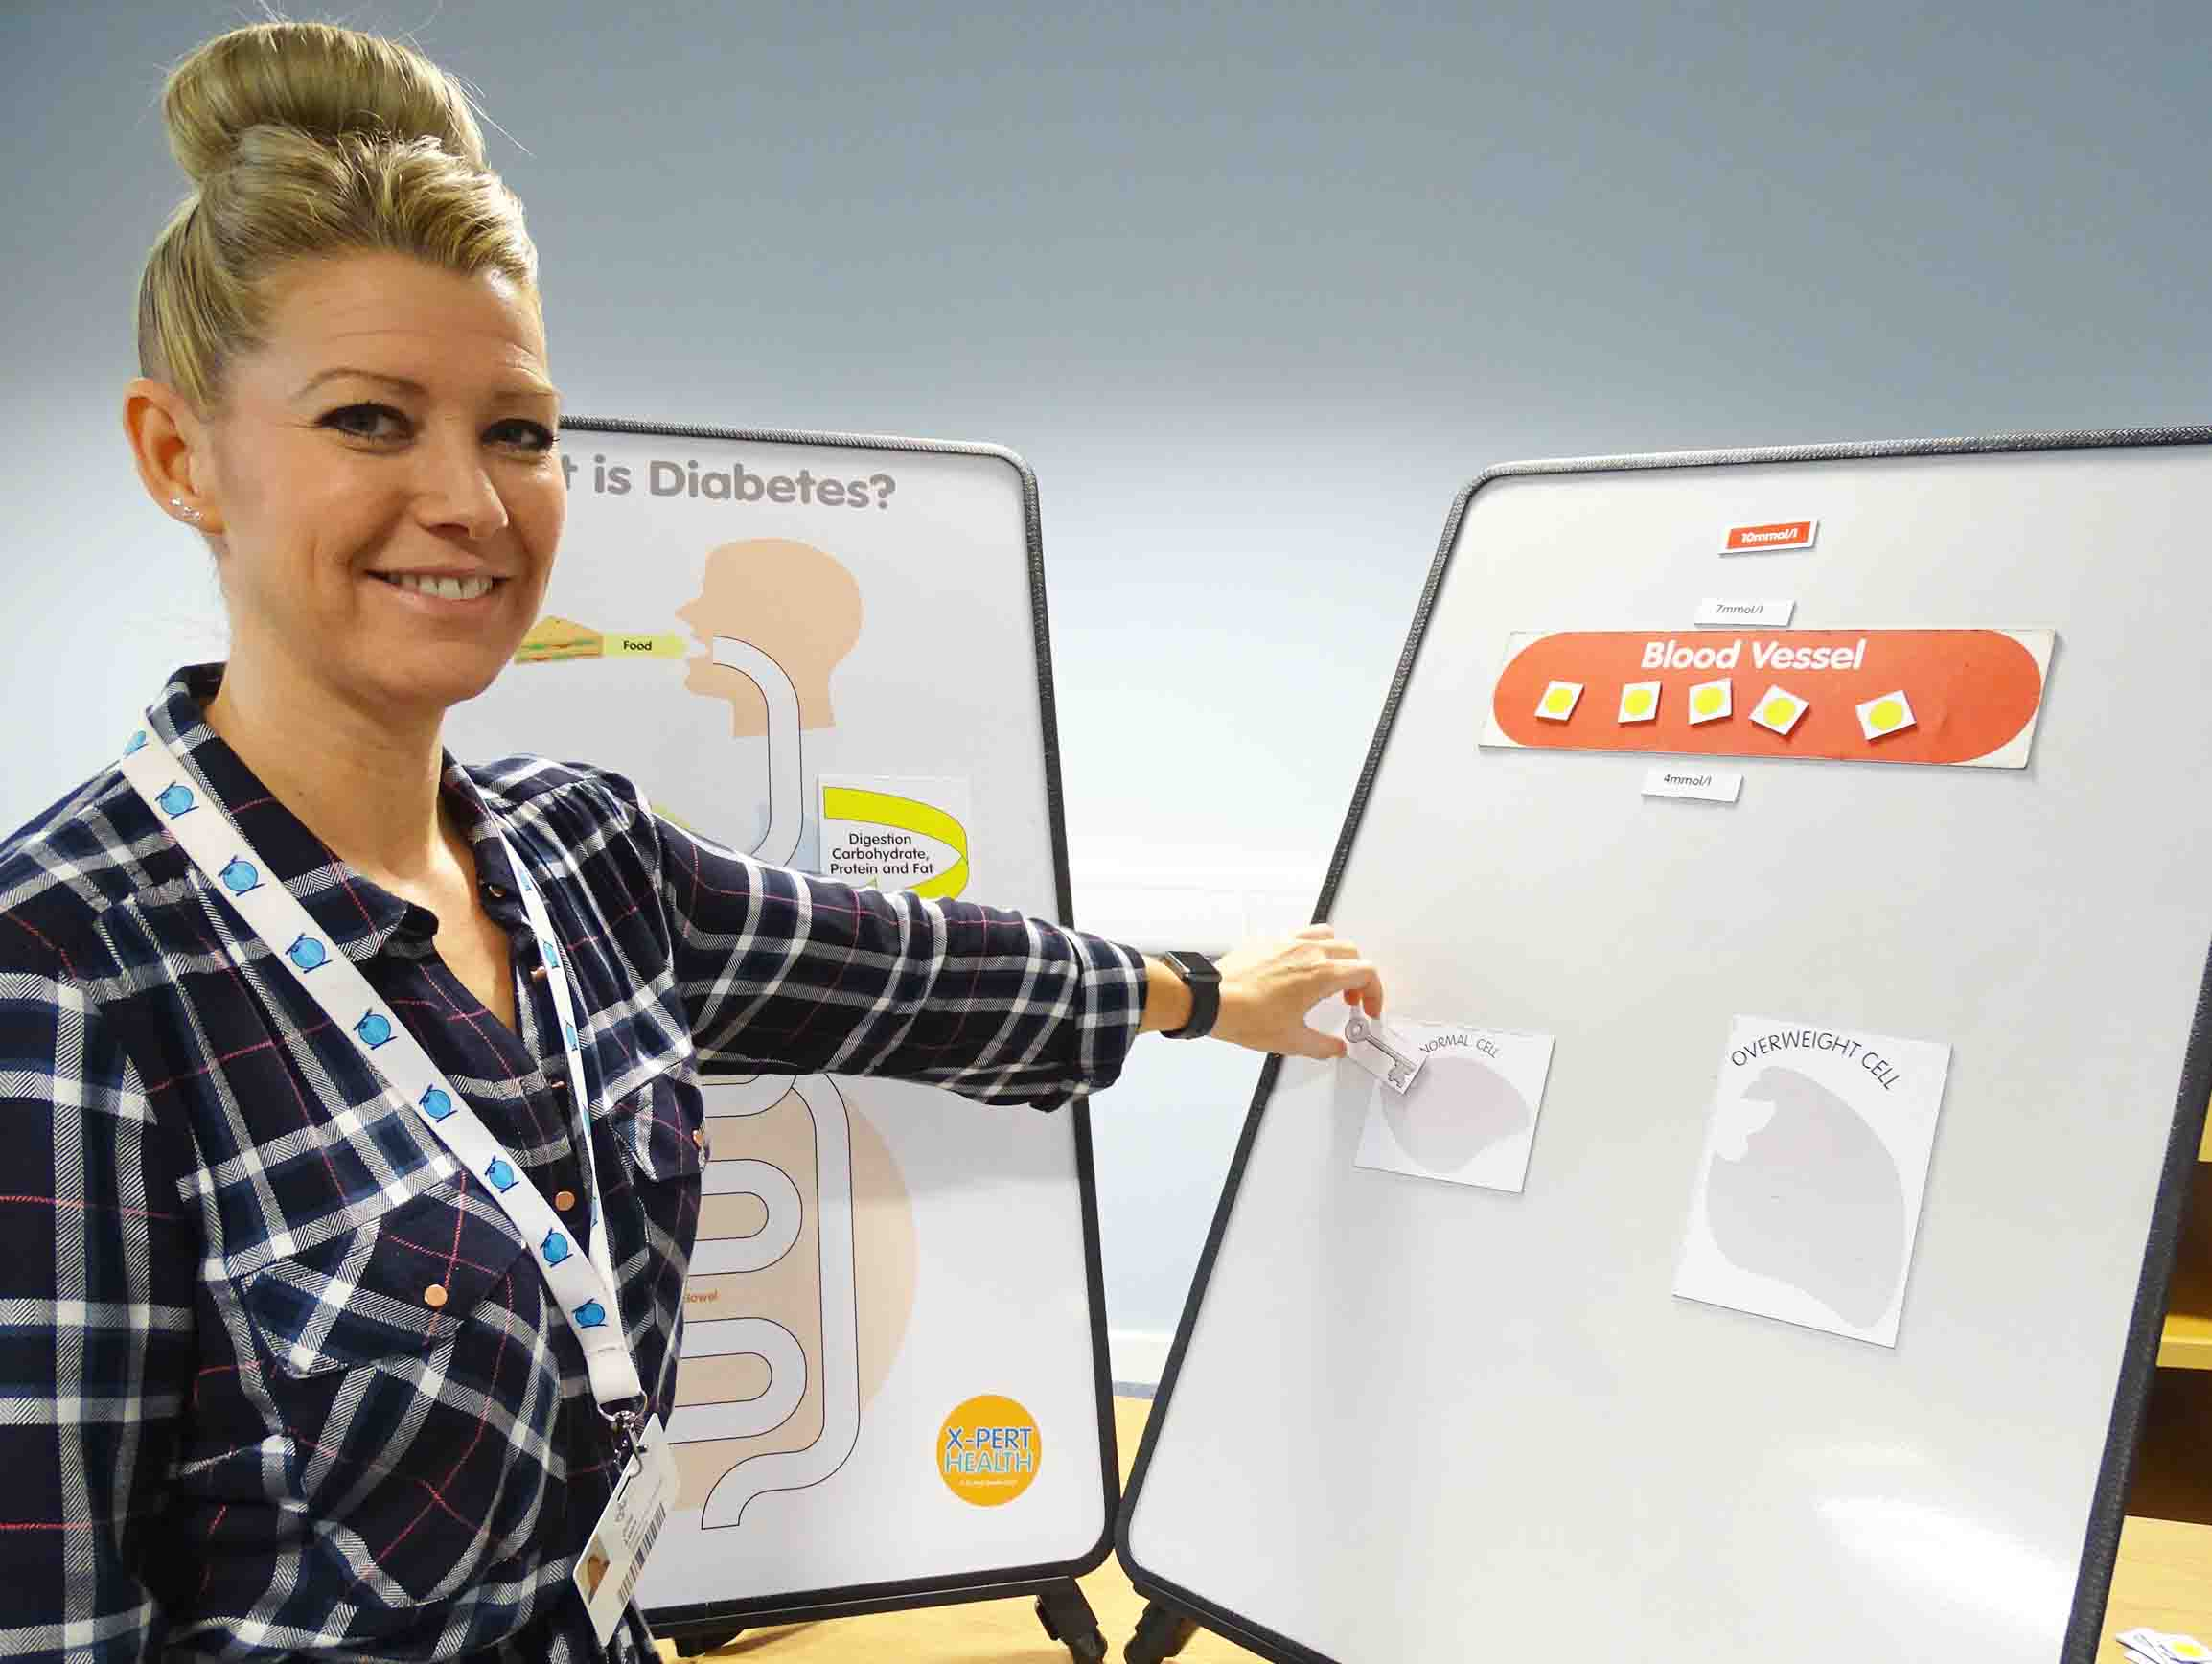 t is Diabetes?
Food
Digestion
Carbohydrate,
Protein and Fat
Bowel
X-PERT
HEALTH
10mmol/l
7mmol/l
Blood Vessel
4mmol/l
NORMAL CELL
OVERWEIGHT CELL